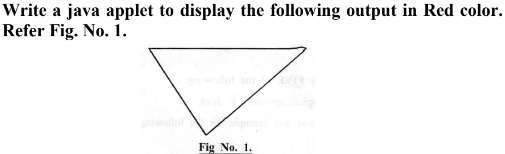 Write a java applet to display the following output in Red color.
Refer Fig. No. 1.
Fig No. 1.